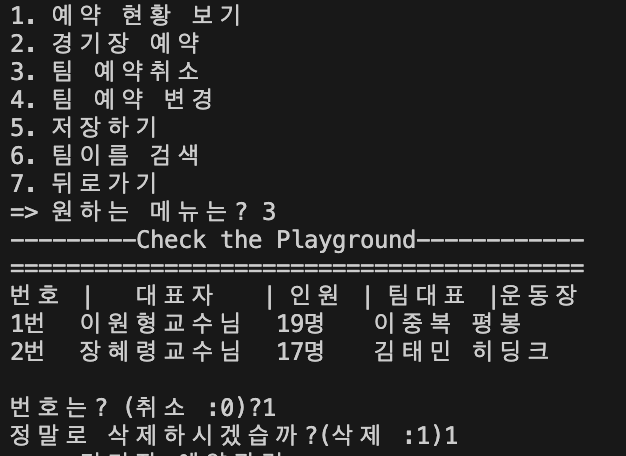 1. 예약 현황 보기
2. 경기장 예약
3. 팀 예약취소
4. 팀 예약 변경
5. 저장하기
6. 팀이름 검색
7. 뒤로가기
=> 원하는 메뉴는? 3
---------Check the Playground------------
=========================================
번호 |   대표자    | 인원  | 팀대표  |운동장
1번  이원형교수님  19명   이중복 평봉
2번  장혜령교수님  17명   김태민 히딩크
번호는? (취소 :0)?1
정말로 삭제하시겠습까?(삭제 :1)1